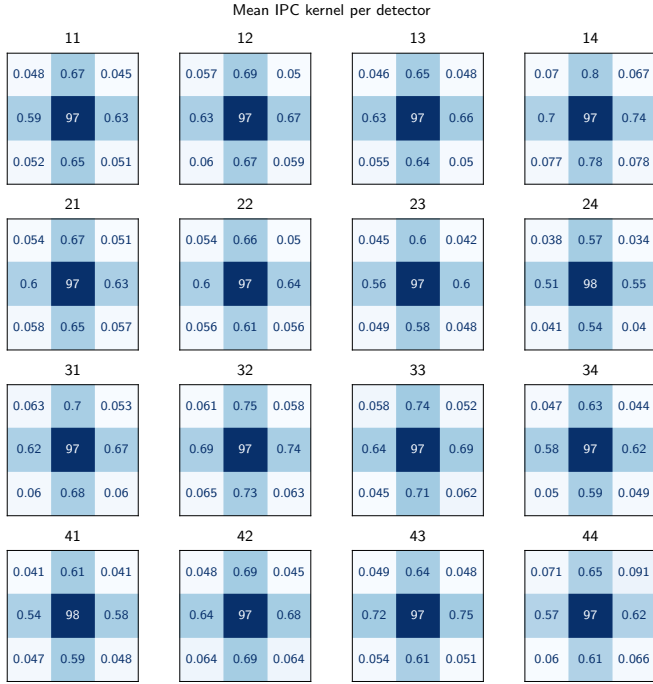 Mean IPC kernel per detector
11 12 13 14
0.048 0.67 0.045 0.057 0.69 0.05 0.046 0.65 0.048 0.07 0.8 0.067
0.59 97 0.63 0.63 97 0.67 0.63 97 0.66 0.7 97 0.74
0.052 0.65 0.051 0.06 0.67 0.059 0.055 0.64 0.05 0.077 0.78 0.078
21 22 23 24
0.054 0.67 0.051 0.054 0.66 0.05 0.045 0.6 0.042 0.038 0.57 0.034
0.6 97 0.63 0.6 97 0.64 0.56 97 0.6 0.51 98 0.55
0.058 0.65 0.057 0.056 0.61 0.056 0.049 0.58 0.048 0.041 0.54 0.04
31 32 33 34
0.063 0.7 0.053 0.061 0.75 0.058 0.058 0.74 0.052 0.047 0.63 0.044
0.62 97 0.67 0.69 97 0.74 0.64 97 0.69 0.58 97 0.62
0.06 0.68 0.06 0.065 0.73 0.063 0.045 0.71 0.062 0.05 0.59 0.049
41 42 43 44
0.041 0.61 0.041 0.048 0.69 0.045 0.049 0.64 0.048 0.071 0.65 0.091
0.54 98 0.58 0.64 97 0.68 0.72 97 0.75 0.57 97 0.62
0.047 0.59 0.048 0.064 0.69 0.064 0.054 0.61 0.051 0.06 0.61 0.066